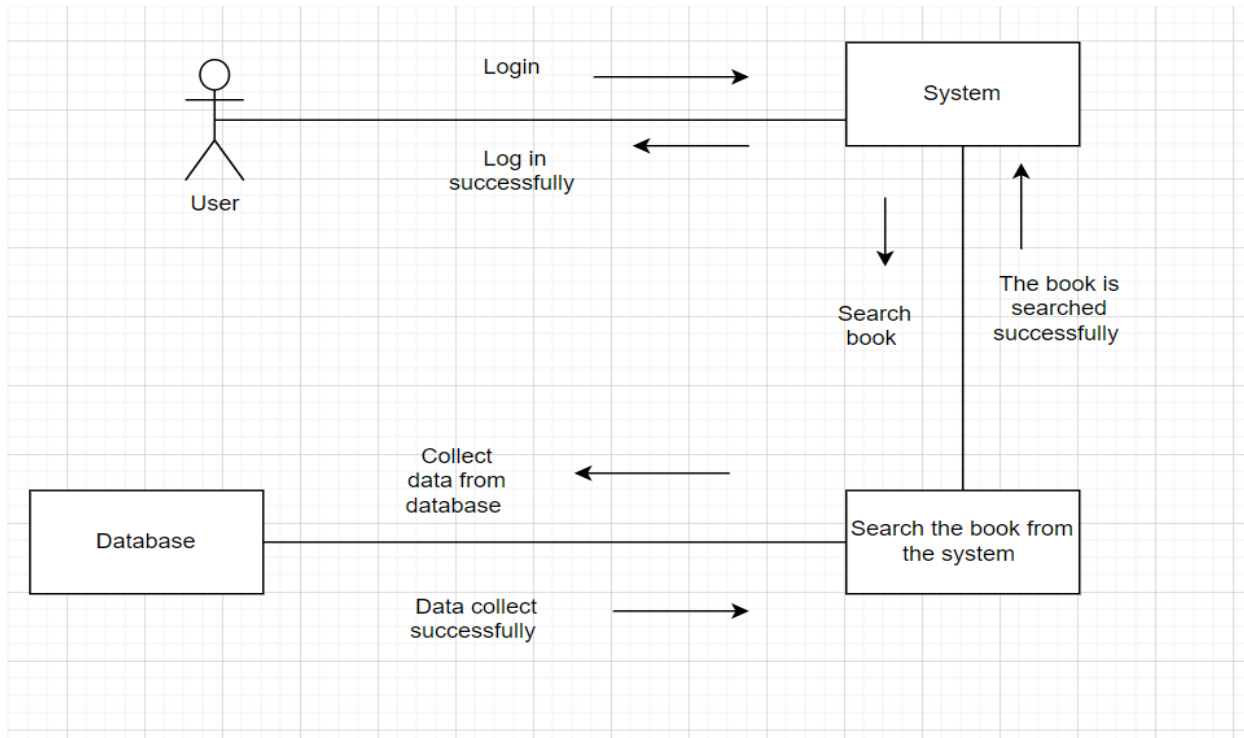 Login
System
Log in
successfully
User
The book is
searched
successfully
Search
book
Collect
data from
database
Database
Search the book from
the system
Data collect
successfully